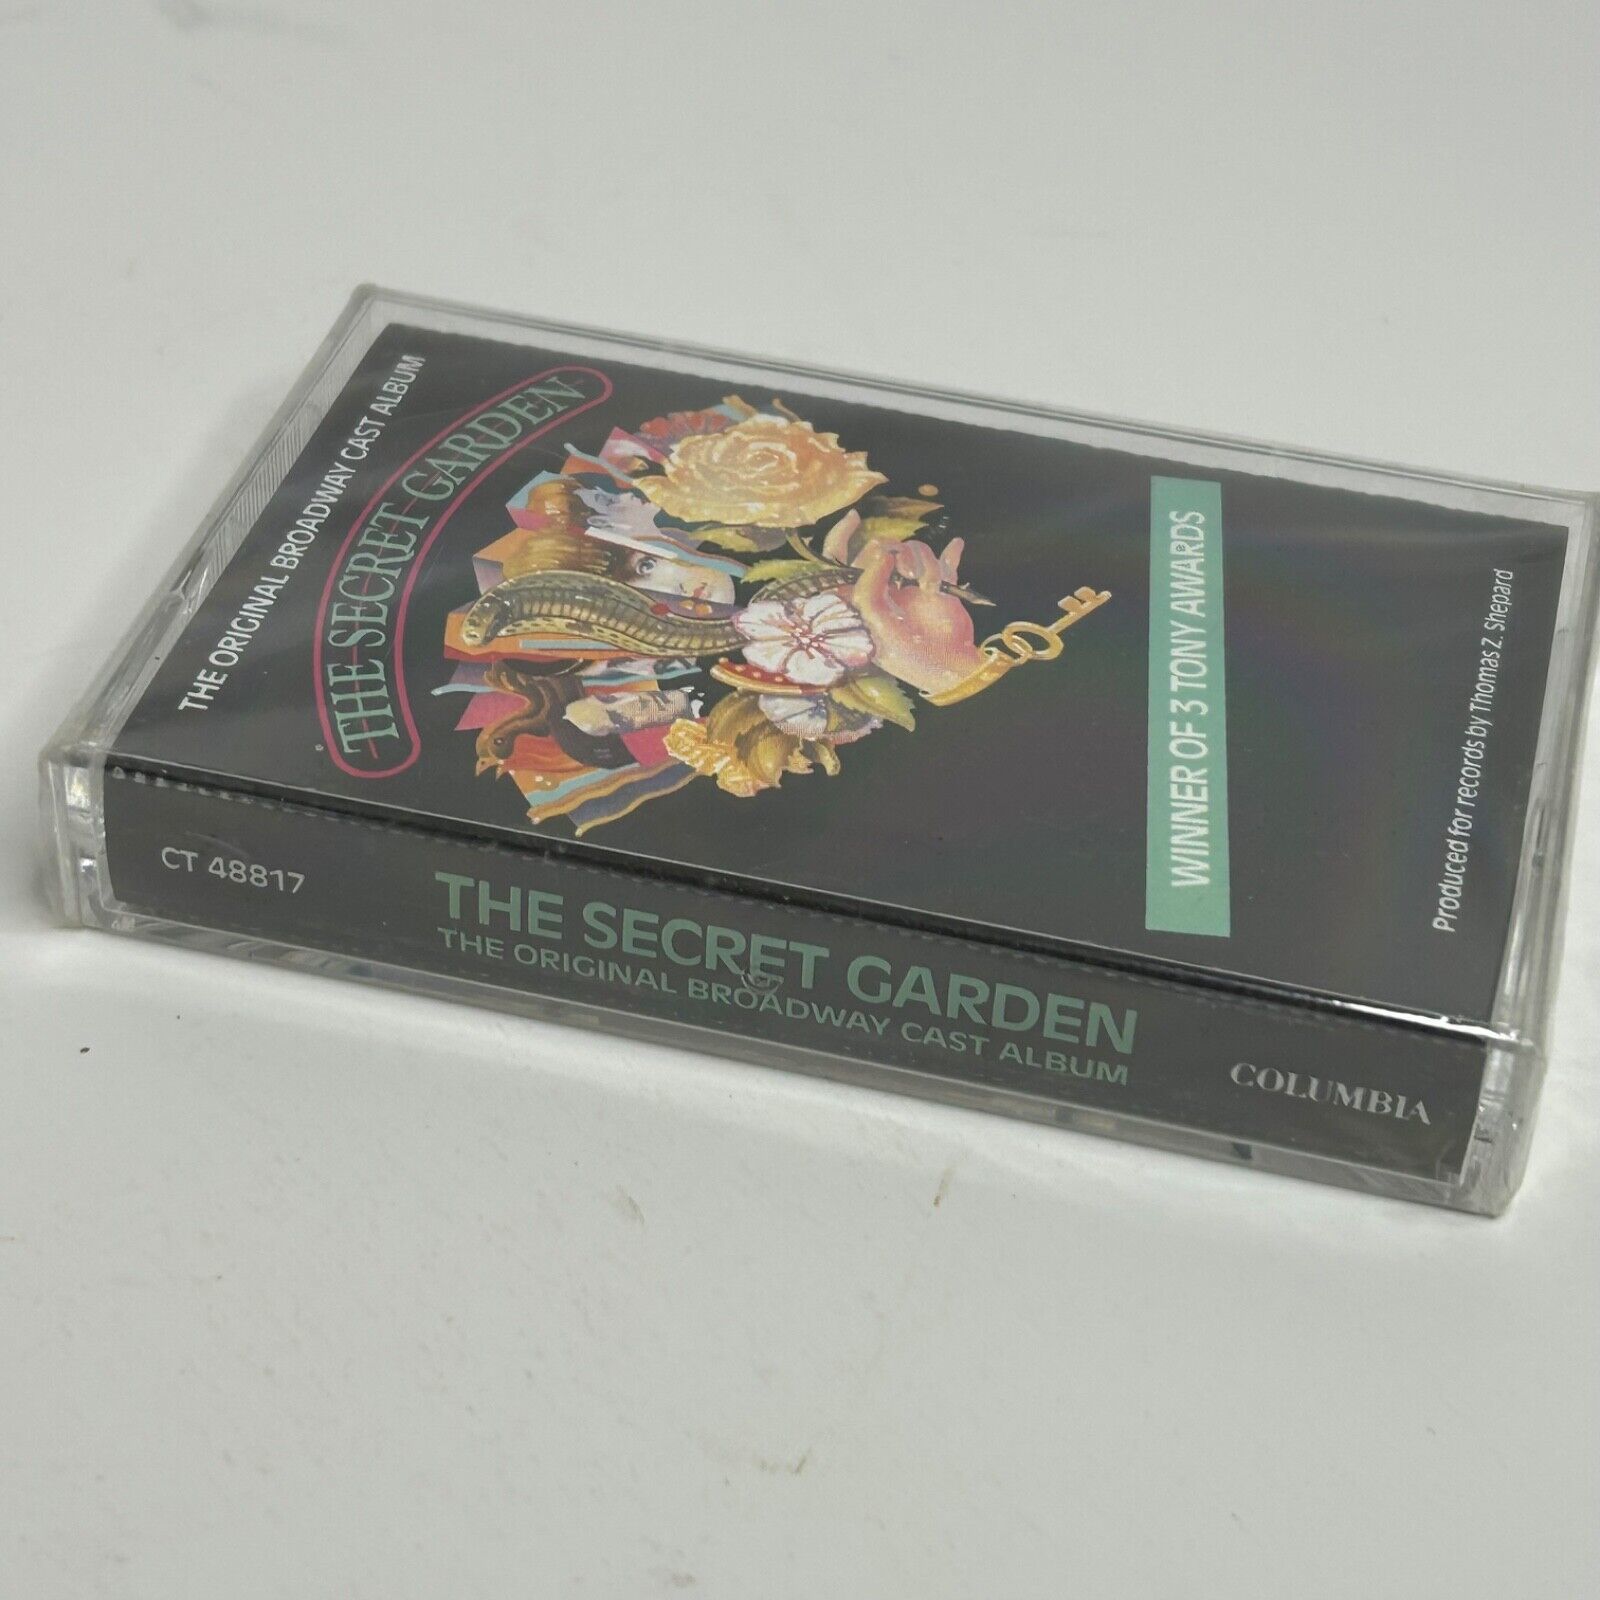 THE ORIGINAL BROADWAY CAST ALBUM
THE SECRET GARDEN
WINNER OF 3 TONY AWARDS
Produced for records by Thomas Z. Shepard
CT 48817
THE SECRET GARDEN
THE ORIGINAL BROADWAY CAST ALBUM
COLUMBIA